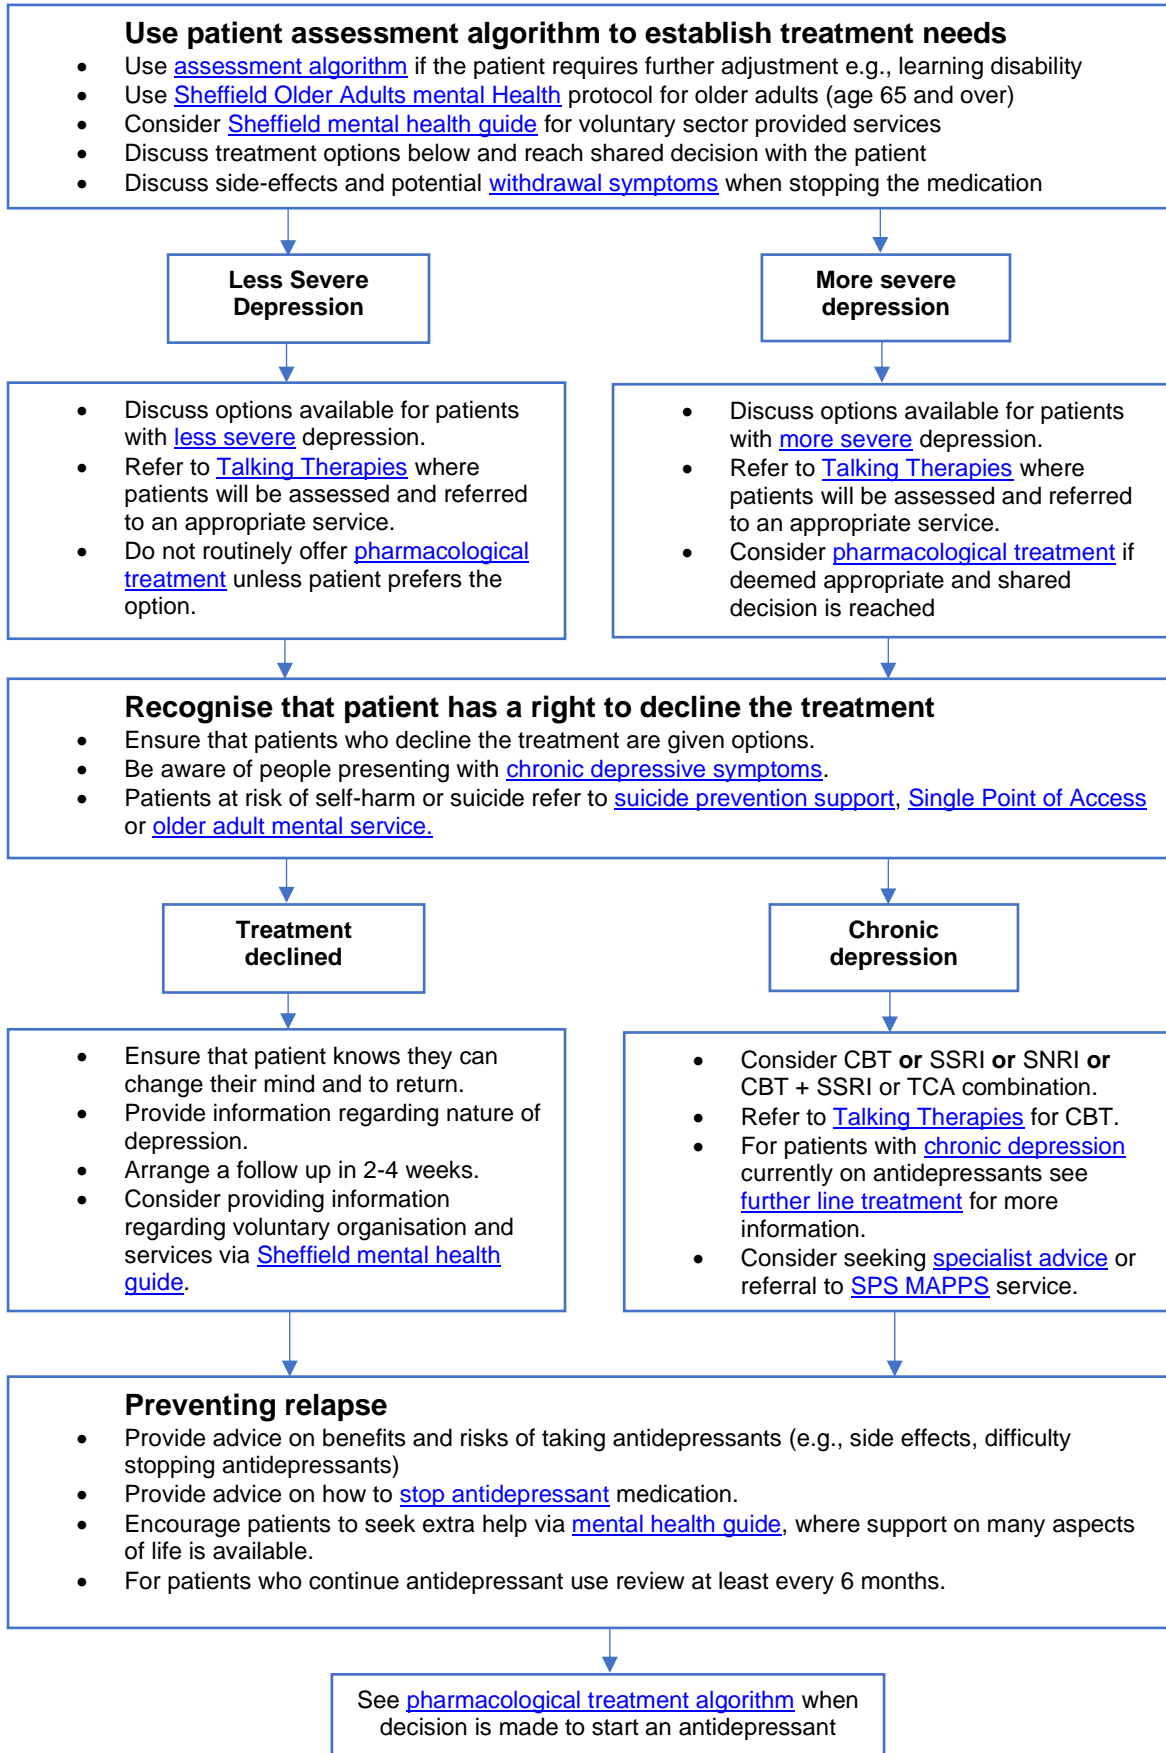 Use patient assessment algorithm to establish treatment needs
• Use assessment algorithm if the patient requires further adjustment e.g., learning disability
• Use Sheffield Older Adults mental Health protocol for older adults (age 65 and over)
• Consider Sheffield mental health guide for voluntary sector provided services
• Discuss treatment options below and reach shared decision with the patient
• Discuss side-effects and potential withdrawal symptoms when stopping the medication
Less Severe
Depression
More severe
depression
• Discuss options available for patients
with less severe depression.
• Refer to Talking Therapies where
patients will be assessed and referred
to an appropriate service.
• Do not routinely offer pharmacological
treatment unless patient prefers the
option.
• Discuss options available for patients
with more severe depression.
• Refer to Talking Therapies where
patients will be assessed and referred
to an appropriate service.
• Consider pharmacological treatment if
deemed appropriate and shared
decision is reached
Recognise that patient has a right to decline the treatment
• Ensure that patients who decline the treatment are given options.
• Be aware of people presenting with chronic depressive symptoms.
• Patients at risk of self-harm or suicide refer to suicide prevention support, Single Point of Access
or older adult mental service.
Treatment
declined
Chronic
depression
• Ensure that patient knows they can
change their mind and to return.
• Provide information regarding nature of
depression.
• Arrange a follow up in 2-4 weeks.
• Consider providing information
regarding voluntary organisation and
services via Sheffield mental health
guide.
• Consider CBT or SSRI or SNRI or
CBT + SSRI or TCA combination.
• Refer to Talking Therapies for CBT.
• For patients with chronic depression
currently on antidepressants see
further line treatment for more
information.
• Consider seeking specialist advice or
referral to SPS MAPPS service.
Preventing relapse
• Provide advice on benefits and risks of taking antidepressants (e.g., side effects, difficulty
stopping antidepressants)
• Provide advice on how to stop antidepressant medication.
• Encourage patients to seek extra help via mental health guide, where support on many aspects
of life is available.
• For patients who continue antidepressant use review at least every 6 months.
See pharmacological treatment algorithm when
decision is made to start an antidepressant